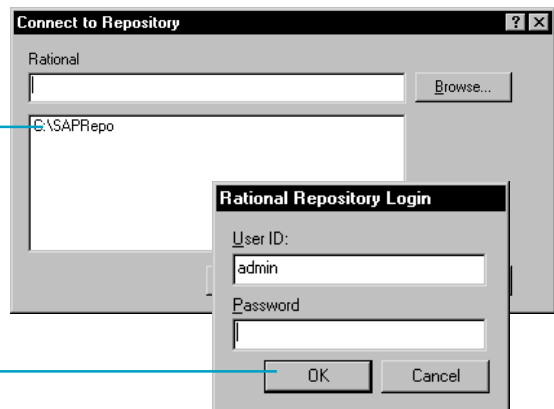 Connect to Repository
Rational
Browse...
C:\SAPRepo
Rational Repository Login
User ID:
admin
Password
OK Cancel